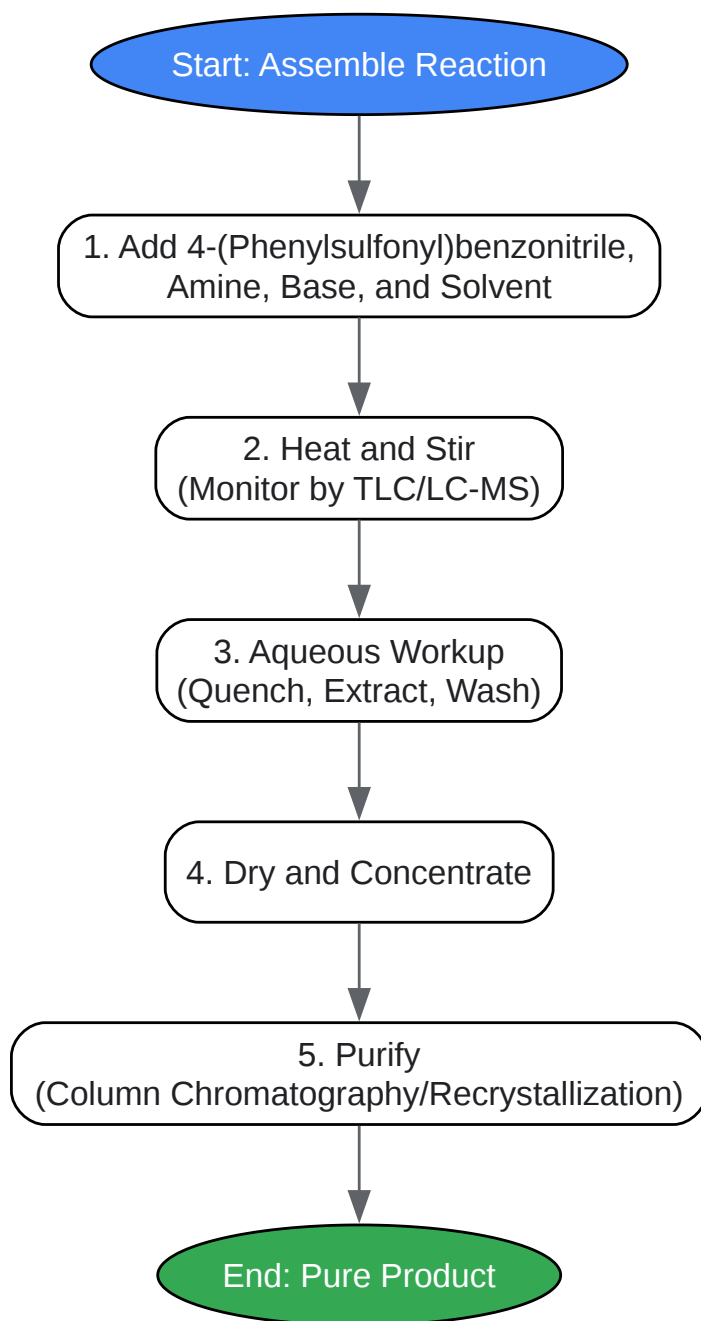 Start: Assemble Reaction
1. Add 4-(Phenylsulfonyl)benzonitrile,
Amine, Base, and Solvent
2. Heat and Stir
(Monitor by TLC/LC-MS)
3. Aqueous Workup
(Quench, Extract, Wash)
4. Dry and Concentrate
5. Purify
(Column Chromatography/Recrystallization)
End: Pure Product